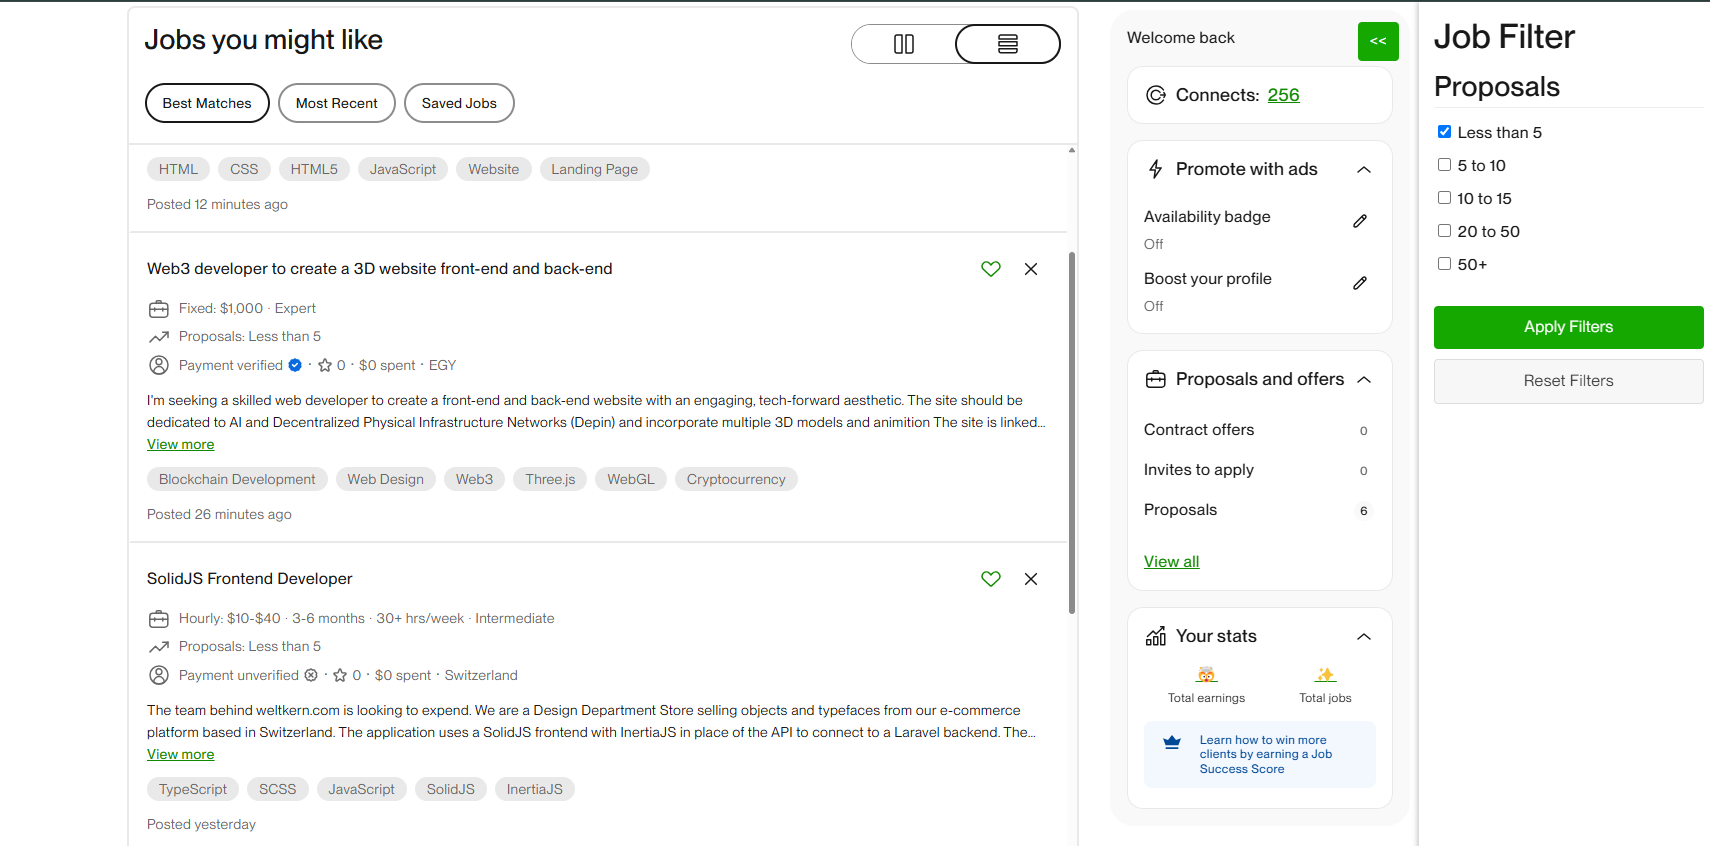 Jobs you might like
Best Matches
Most Recent
Saved Jobs
HTML
CSS
HTML5
JavaScript
Website
Landing Page
Posted 12 minutes ago
Web3 developer to create a 3D website front-end and back-end
Fixed: $1,000 · Expert
Proposals: Less than 5
Payment verified · 0 · $0 spent · EGY
I'm seeking a skilled web developer to create a front-end and back-end website with an engaging, tech-forward aesthetic. The site should be
dedicated to AI and Decentralized Physical Infrastructure Networks (Depin) and incorporate multiple 3D models and animition The site is linked...
View more
Blockchain Development
Web Design
Web3
Three.js
WebGL
Cryptocurrency
Posted 26 minutes ago
SolidJS Frontend Developer
Hourly: $10-$40 · 3-6 months · 30+ hrs/week · Intermediate
Proposals: Less than 5
Payment unverified · 0 · $0 spent · Switzerland
The team behind weltkern.com is looking to expend. We are a Design Department Store selling objects and typefaces from our e-commerce
platform based in Switzerland. The application uses a SolidJS frontend with InertiaJS in place of the API to connect to a Laravel backend. The...
View more
TypeScript
SCSS
JavaScript
SolidJS
InertiaJS
Posted yesterday
Welcome back
<<
Connects: 256
Promote with ads
Availability badge
Off
Boost your profile
Off
Proposals and offers
Contract offers 0
Invites to apply 0
Proposals 6
View all
Your stats
Total earnings
Total jobs
Learn how to win more
clients by earning a Job
Success Score
Job Filter
Proposals
Less than 5
5 to 10
10 to 15
20 to 50
50+
Apply Filters
Reset Filters